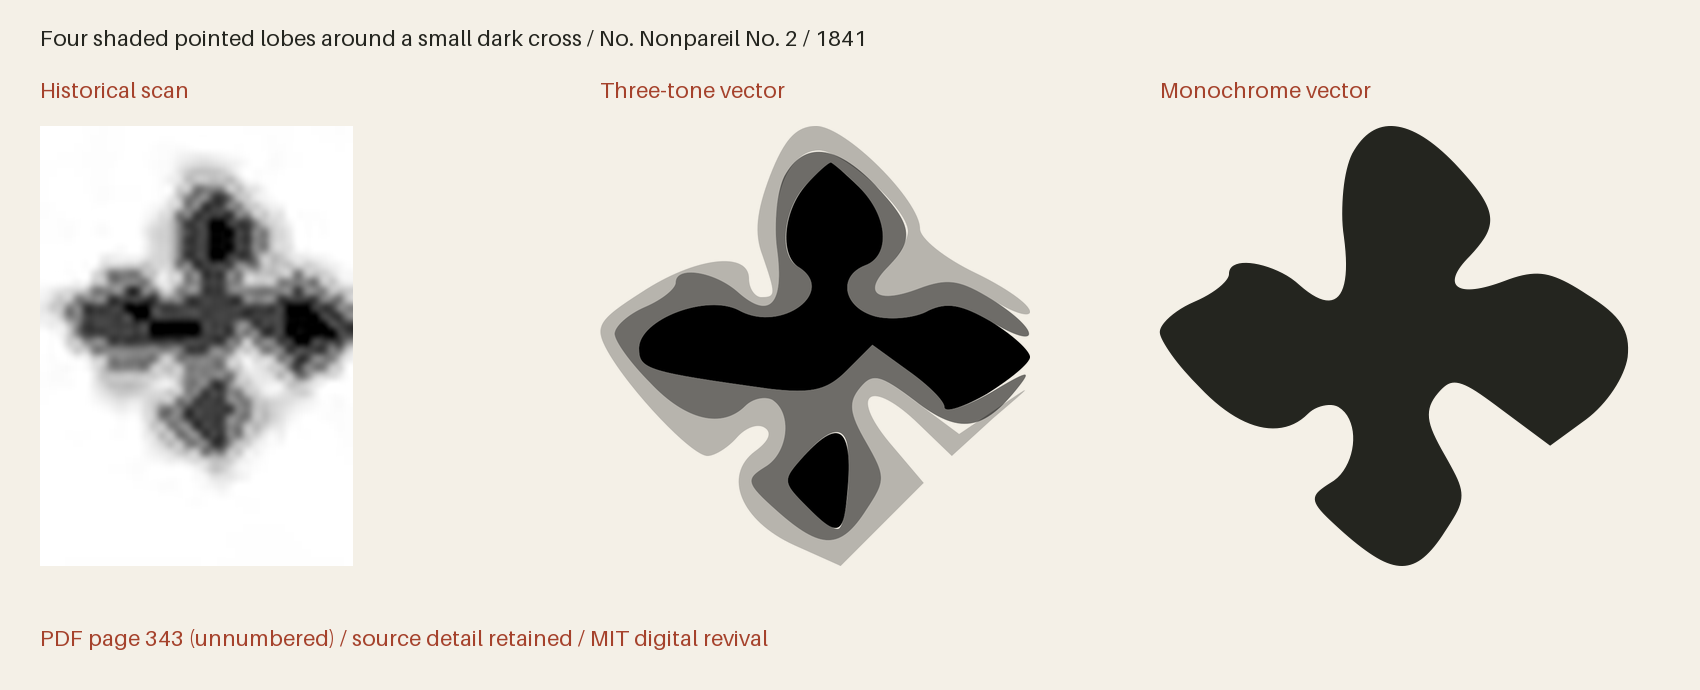 Four shaded pointed lobes around a small dark cross / No. Nonpareil No. 2 / 1841
Historical scan
Three-tone vector
Monochrome vector
PDF page 343 (unnumbered) / source detail retained / MIT digital revival